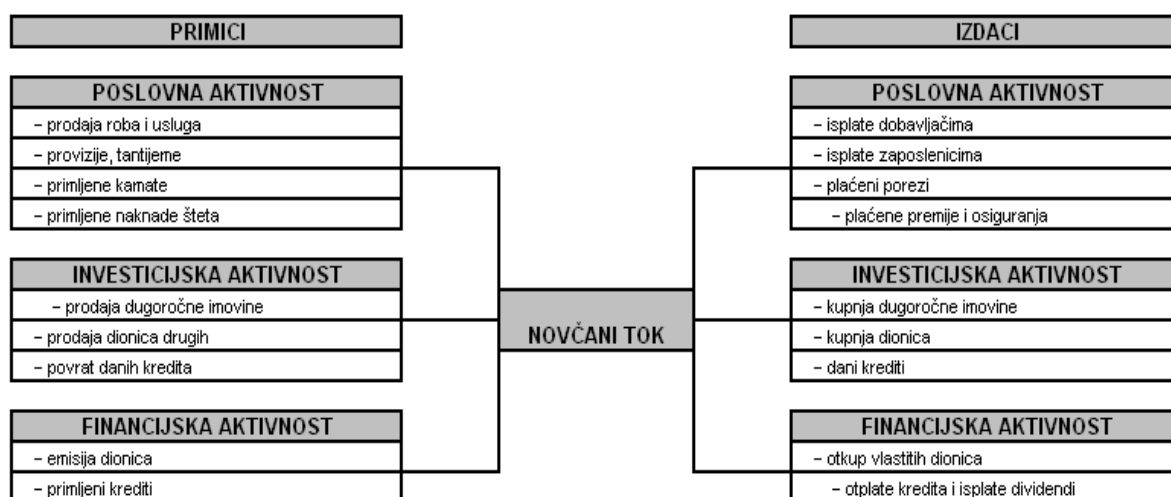 PRIMICI
POSLOVNA AKTIVNOST
– prodaja roba i usluga
– provizije, tantijeme
– primljene kamate
– primljene naknade šteta
INVESTICIJSKA AKTIVNOST
– prodaja dugoročne imovine
– prodaja dionica drugih
– povrat danih kredita
FINANCIJSKA AKTIVNOST
– emisija dionica
– primljeni krediti
NOVČANI TOK
IZDACI
POSLOVNA AKTIVNOST
– isplate dobavljačima
– isplate zaposlenicima
– plaćeni porezi
– plaćene premije i osiguranja
INVESTICIJSKA AKTIVNOST
– kupnja dugoročne imovine
– kupnja dionica
– dani krediti
FINANCIJSKA AKTIVNOST
– otkup vlastitih dionica
– otplate kredita i isplate dividendi